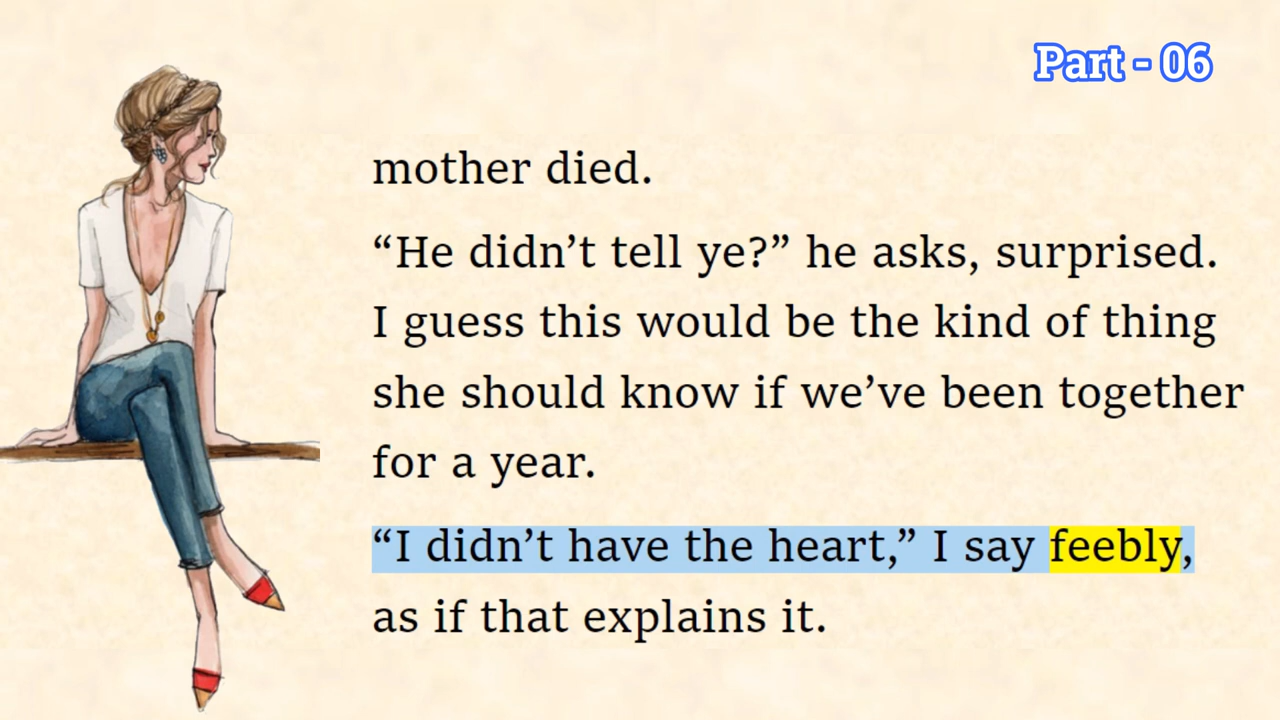 Part - 06
mother died.
“He didn’t tell ye?” he asks, surprised.
I guess this would be the kind of thing
she should know if we’ve been together
for a year.
“I didn’t have the heart,” I say feebly,
as if that explains it.